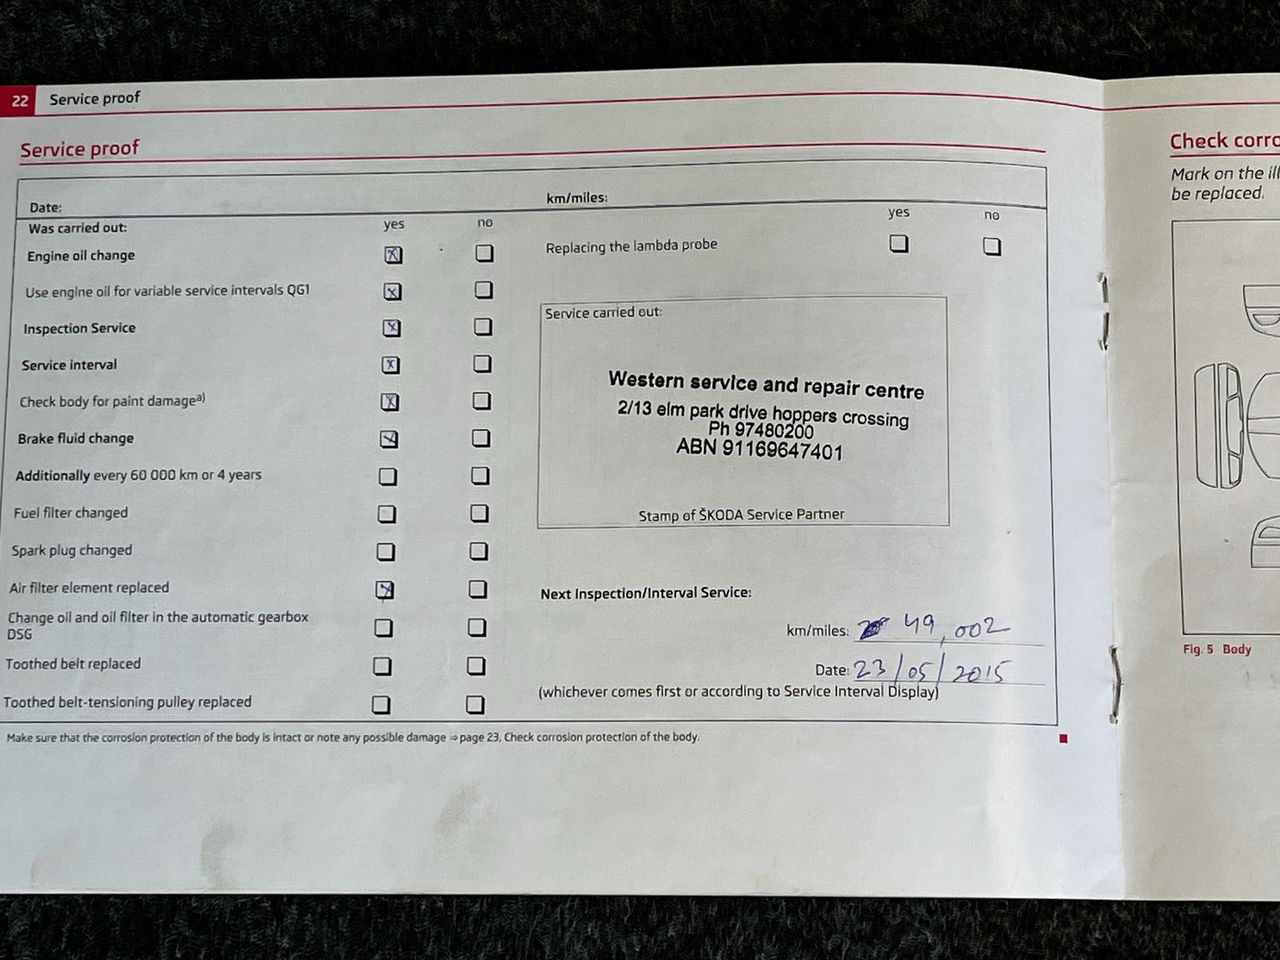 22 Service proof
Service proof
Date: km/miles:
Was carried out: yes no yes no
Engine oil change Replacing the lambda probe
Use engine oil for variable service intervals QG1
Inspection Service
Service interval
Check body for paint damagea)
Brake fluid change
Additionally every 60 000 km or 4 years
Fuel filter changed
Spark plug changed
Air filter element replaced
Change oil and oil filter in the automatic gearbox
DSG
Toothed belt replaced
Toothed belt-tensioning pulley replaced
Service carried out:
Western service and repair centre
2/13 elm park drive hoppers crossing
Ph 97480200
ABN 91169647401
Stamp of ŠKODA Service Partner
Next Inspection/Interval Service:
km/miles: 49,002
Date: 23/05/2015
(whichever comes first or according to Service Interval Display)
Make sure that the corrosion protection of the body is intact or note any possible damage ⇒ page 23, Check corrosion protection of the body.
Check
Mark on the
be replaced.
Fig. 5 Body